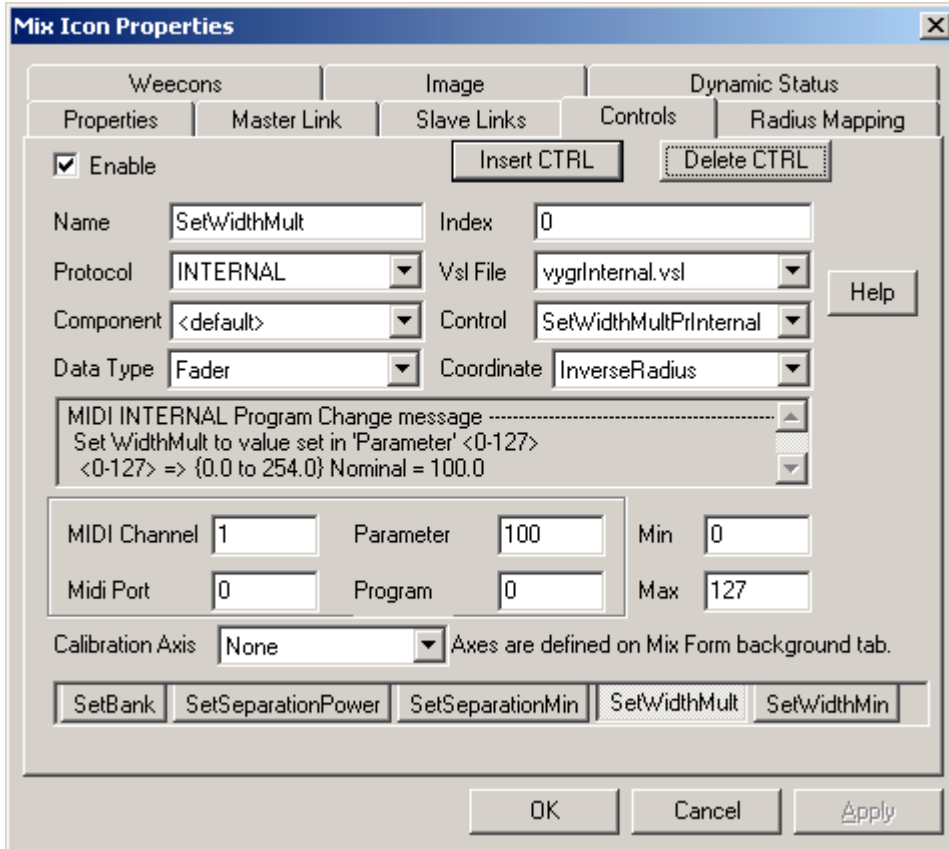 Mix Icon Properties
Weecons Image Dynamic Status
Properties Master Link Slave Links Controls Radius Mapping
Enable Insert CTRL Delete CTRL
Name SetWidthMult Index 0
Protocol INTERNAL Vsl File vygrInternal.vsl
Help
Component <default> Control SetWidthMultPrInternal
Data Type Fader Coordinate InverseRadius
MIDI INTERNAL Program Change message ----------------------------------------------
Set WidthMult to value set in 'Parameter' <0-127>
<0-127> => {0.0 to 254.0} Nominal = 100.0
MIDI Channel 1 Parameter 100 Min 0
Midi Port 0 Program 0 Max 127
Calibration Axis None Axes are defined on Mix Form background tab.
SetBank SetSeparationPower SetSeparationMin SetWidthMult SetWidthMin
OK Cancel Apply